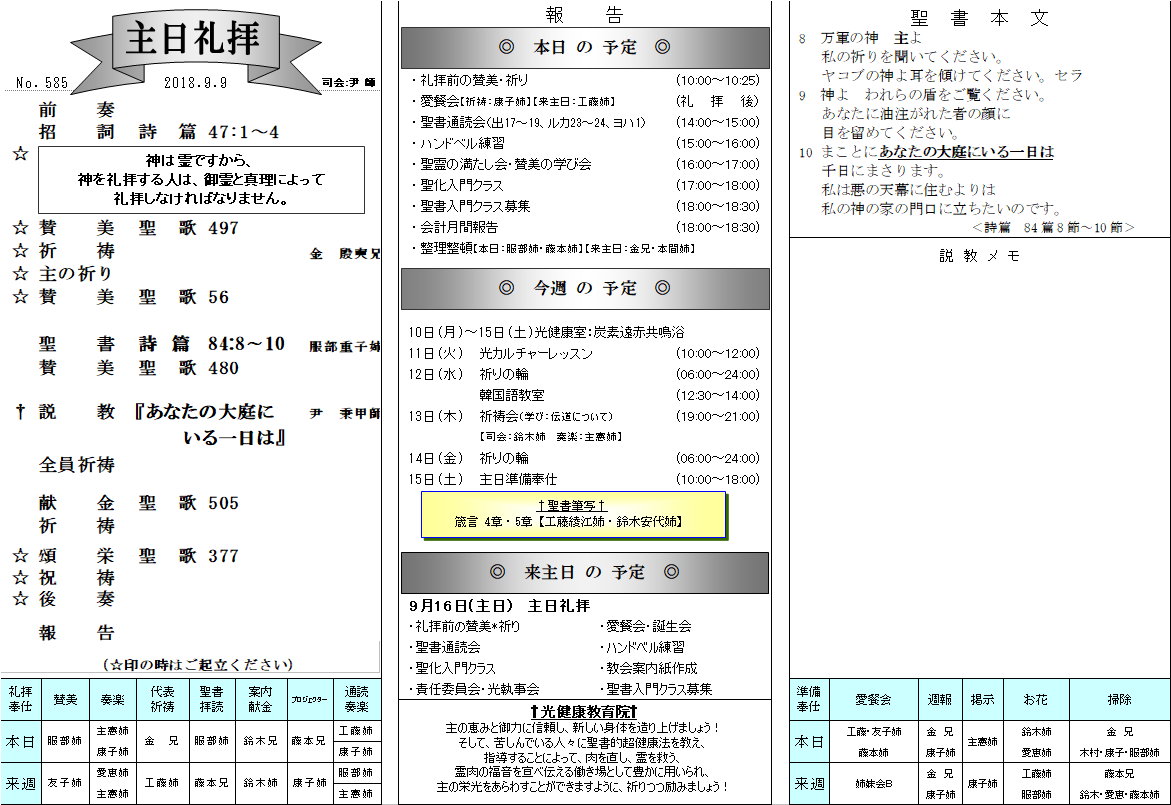 主日礼拝
No. 585 2018.9.9 司会:尹 師
前 奏
招 詞 詩 篇 47:1～4
☆
神は霊ですから、
神を礼拝する人は、御霊と真理によって
礼拝しなければなりません。
☆ 賛 美 聖 歌 497
☆ 祈 祷 金 殷奭兄
☆ 主の祈り
☆ 賛 美 聖 歌 56
聖 書 詩 篇 84:8～10 服部重子姉
賛 美 聖 歌 480
† 説 教 『あなたの大庭に 尹 秉甲師
いる一日は』
全員祈祷
献 金 聖 歌 505
祈 祷
☆ 頌 栄 聖 歌 377
☆ 祝 祷
☆ 後 奏
報 告
(☆印の時はご起立ください)
礼拝奉仕 賛美 奏楽 代表祈祷 聖書拝読 案内献金 プロジェクター 通読奏楽
本日 服部姉 主憲姉 康子姉 金 兄 服部姉 鈴木兄 藤本兄 工藤姉 康子姉
来週 友子姉 愛恵姉 主憲姉 工藤姉 藤本兄 鈴木姉 康子姉 服部姉 主憲姉
報 告
◎ 本日 の 予定 ◎
・礼拝前の賛美・祈り (10:00～10:25)
・愛餐会【祈祷：康子姉】【来主日：工藤姉】 (礼 拝 後)
・聖書通読会(出17～19、ルカ23～24、ヨハ1) (14:00～15:00)
・ハンドベル練習 (15:00～16:00)
・聖霊の満たし会・賛美の学び会 (16:00～17:00)
・聖化入門クラス (17:00～18:00)
・聖書入門クラス募集 (18:00～18:30)
・会計月間報告 (18:00～18:30)
・整理整頓【本日：服部姉・藤本姉】【来主日：金兄・本間姉】
◎ 今週 の 予定 ◎
10日(月)～15日(土)光健康室：炭素遠赤共鳴浴
11日(火) 光カルチャーレッスン (10:00～12:00)
12日(水) 祈りの輪 (06:00～24:00)
韓国語教室 (12:30～14:00)
13日(木) 祈祷会(学び：伝道について) (19:00～21:00)
【司会：鈴木姉 奏楽：主憲姉】
14日(金) 祈りの輪 (06:00～24:00)
15日(土) 主日準備奉仕 (10:00～18:00)
†聖書筆写†
箴言 4章・5章【工藤綾江姉・鈴木安代姉】
◎ 来主日 の 予定 ◎
9月16日(主日) 主日礼拝
・礼拝前の賛美*祈り ・愛餐会・誕生会
・聖書通読会 ・ハンドベル練習
・聖化入門クラス ・教会案内紙作成
・責任委員会・光執事会 ・聖書入門クラス募集
†光健康教育院†
主の恵みと御力に信頼し、新しい身体を造り上げましょう！
そして、苦しんでいる人々に聖書的超健康法を教え、
指導することによって、肉を直し、霊を救う、
霊肉の福音を宣べ伝える働き場として豊かに用いられ、
主の栄光をあらわすことができますように、祈りつつ励みましょう！
聖 書 本 文
8 万軍の神 主よ
私の祈りを聞いてください。
ヤコブの神よ耳を傾けてください。セラ
9 神よ われらの盾をご覧ください。
あなたに油注がれた者の顔に
目を留めてください。
10 まことにあなたの大庭にいる一日は
千日にまさります。
私は悪の天幕に住むよりは
私の神の家の門口に立ちたいのです。
＜詩篇 84篇8節～10節＞
説 教 メ モ
準備奉仕 愛餐会 週報 掲示 お花 掃除
本日 工藤・友子姉 藤本姉 金 兄 康子姉 主憲姉 鈴木姉 愛恵姉 金 兄 木村・康子・服部姉
来週 姉妹会B 金 兄 康子姉 康子姉 工藤姉 服部姉 藤本兄 鈴木・愛恵・藤本姉